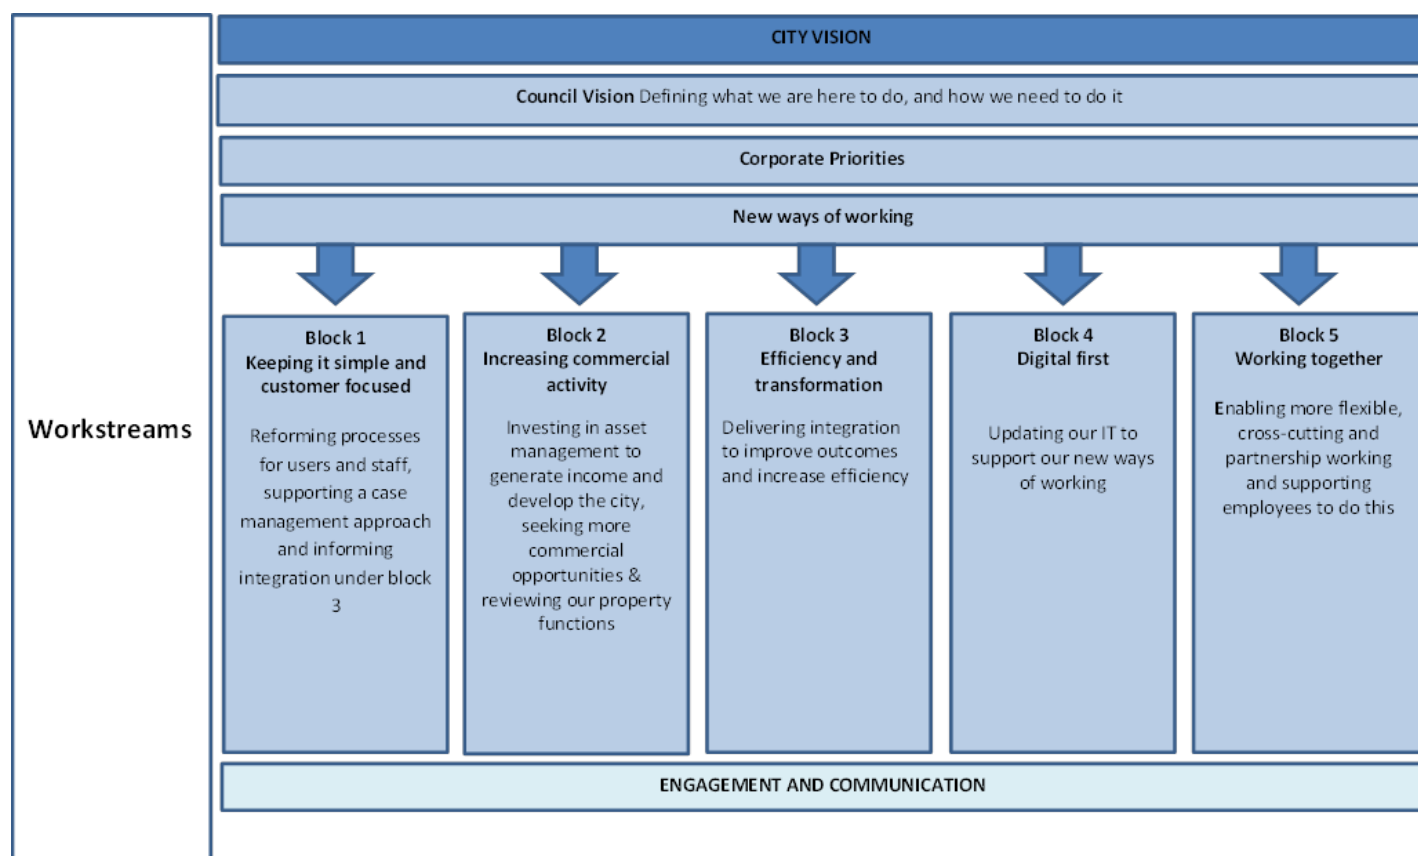 CITY VISION
Council Vision Defining what we are here to do, and how we need to do it
Corporate Priorities
New ways of working
Workstreams
Block 1
Keeping it simple and
customer focused
Reforming processes
for users and staff,
supporting a case
management approach
and informing
integration under block
3
Block 2
Increasing commercial
activity
Investing in asset
management to
generate income and
develop the city,
seeking more
commercial
opportunities &
reviewing our property
functions
Block 3
Efficiency and
transformation
Delivering integration
to improve outcomes
and increase efficiency
Block 4
Digital first
Updating our IT to
support our new ways
of working
Block 5
Working together
Enabling more flexible,
cross-cutting and
partnership working
and supporting
employees to do this
ENGAGEMENT AND COMMUNICATION